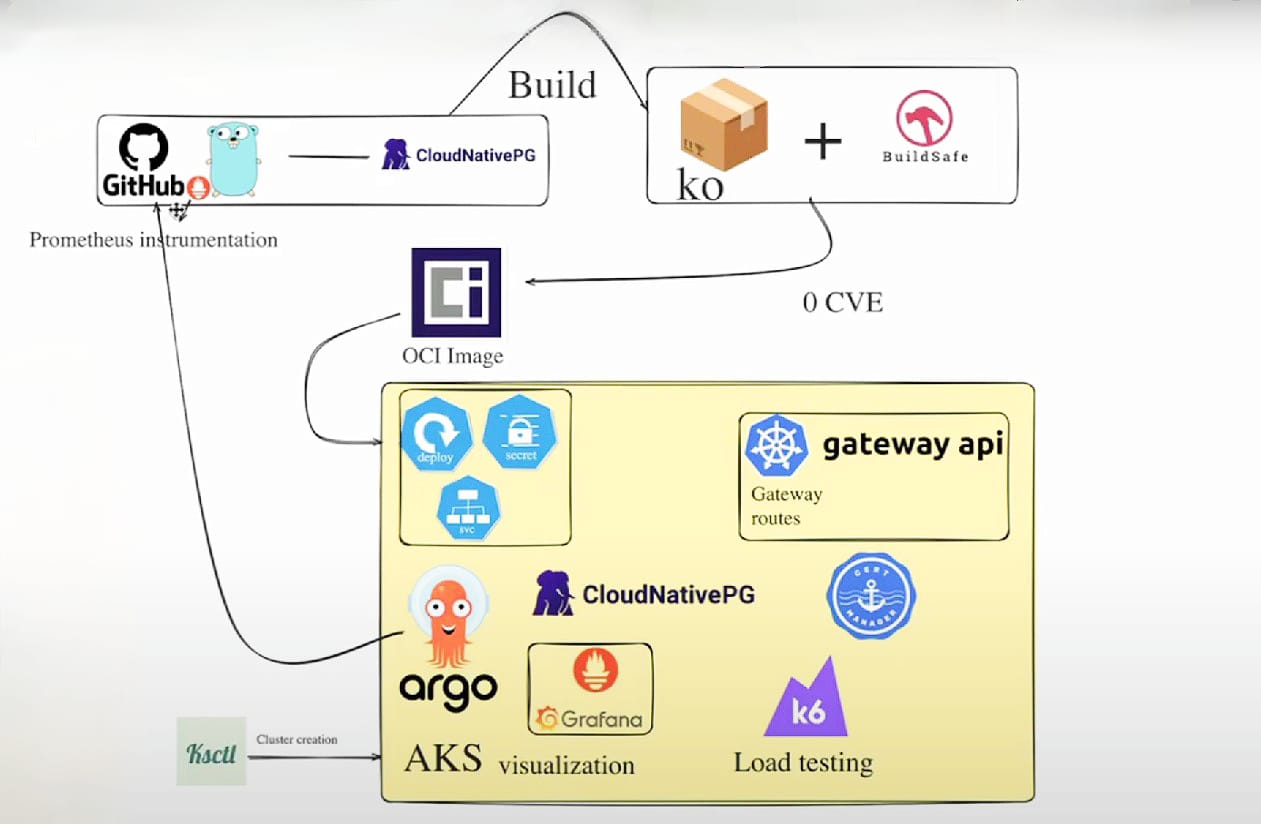 Build
GitHub
CloudNativePG
Prometheus instrumentation
ko
+
BuildSafe
0 CVE
OCI Image
deploy
secret
svc
gateway api
Gateway
routes
argo
CloudNativePG
CERT
MANAGER
Grafana
k6
Ksctl
Cluster creation
AKS
visualization
Load testing